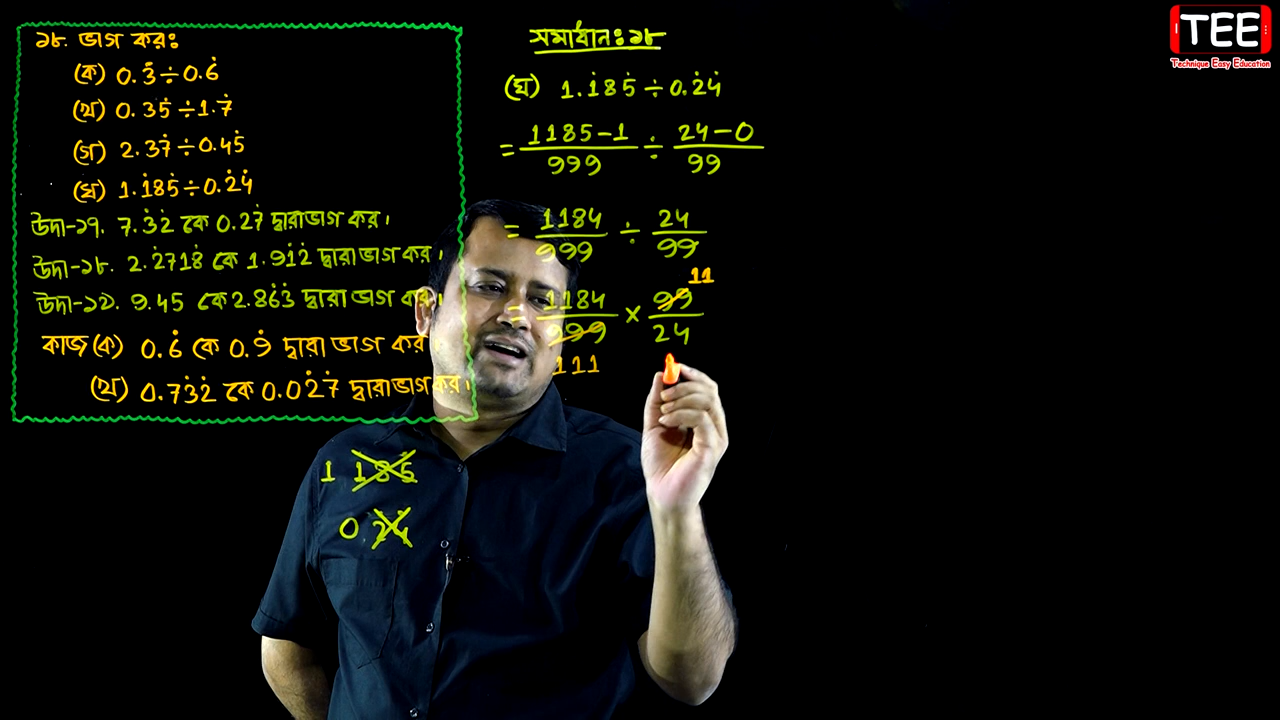 ১৮. ভাগ করঃ
(ক) 0.3̇ ÷ 0.6̇
(খ) 0.35̇ ÷ 1.7̇
(গ) 2.37̇ ÷ 0.45̇
(ঘ) 1.1̇85̇ ÷ 0.2̇4̇
উদা-১৭. 7.3̇2̇ কে 0.27̇ দ্বারা ভাগ কর।
উদা-১৮. 2.2̇718̇ কে 1.912̇ দ্বারা ভাগ কর।
উদা-১৯. 9.45 কে 2.863̇ দ্বারা ভাগ কর।
কাজ (ক) 0.6̇ কে 0.9̇ দ্বারা ভাগ কর
(খ) 0.73̇2̇ কে 0.02̇7̇ দ্বারা ভাগ কর।
1 185
0 24
সমাধানঃ ১৮
(ঘ) 1.1̇85̇ ÷ 0.2̇4̇
= 1185-1/999 ÷ 24-0/99
= 1184/999 ÷ 24/99
= 1184/999 × 99/24
11
111
TEE
Technique Easy Education